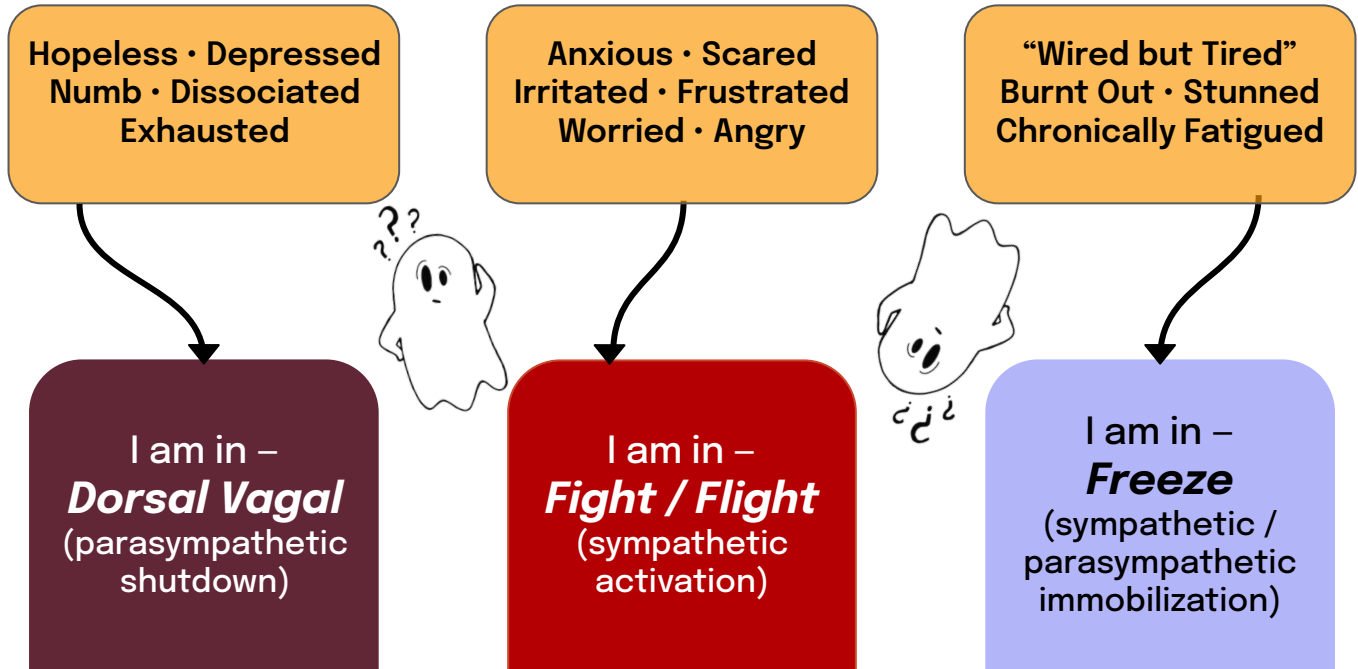 Hopeless • Depressed
Numb • Dissociated
Exhausted
Anxious • Scared
Irritated • Frustrated
Worried • Angry
“Wired but Tired”
Burnt Out • Stunned
Chronically Fatigued
???
I am in –
Dorsal Vagal
(parasympathetic
shutdown)
I am in –
Fight / Flight
(sympathetic
activation)
???
I am in –
Freeze
(sympathetic /
parasympathetic
immobilization)